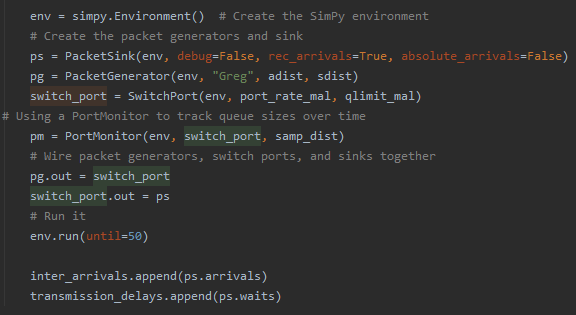 env = simpy.Environment()  # Create the SimPy environment
# Create the packet generators and sink
ps = PacketSink(env, debug=False, rec_arrivals=True, absolute_arrivals=False)
pg = PacketGenerator(env, "Greg", adist, sdist)
switch_port = SwitchPort(env, port_rate_mal, qlimit_mal)
# Using a PortMonitor to track queue sizes over time
pm = PortMonitor(env, switch_port, samp_dist)
# Wire packet generators, switch ports, and sinks together
pg.out = switch_port
switch_port.out = ps
# Run it
env.run(until=50)
inter_arrivals.append(ps.arrivals)
transmission_delays.append(ps.waits)